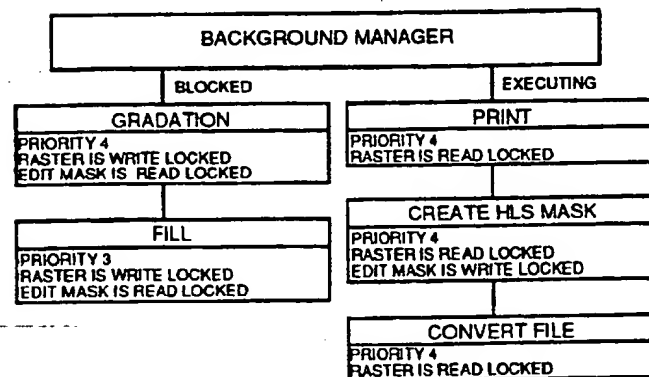 BACKGROUND MANAGER
BLOCKED
EXECUTING
GRADATION
PRIORITY 4
RASTER IS WRITE LOCKED
EDIT MASK IS READ LOCKED
FILL
PRIORITY 3
RASTER IS WRITE LOCKED
EDIT MASK IS READ LOCKED
PRINT
PRIORITY 4
RASTER IS READ LOCKED
CREATE HLS MASK
PRIORITY 4
RASTER IS READ LOCKED
EDIT MASK IS WRITE LOCKED
CONVERT FILE
PRIORITY 4
RASTER IS READ LOCKED